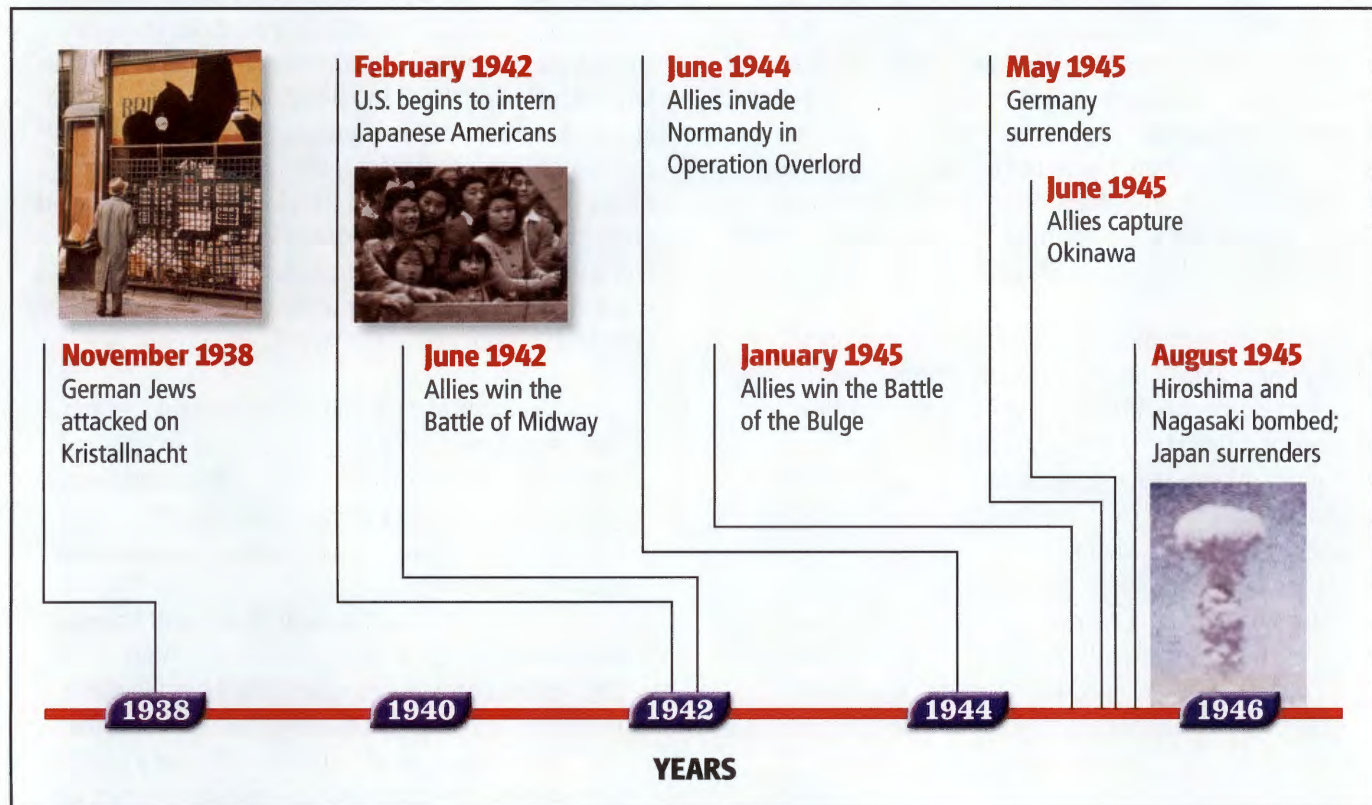 February 1942
U.S. begins to intern
Japanese Americans
June 1944
Allies invade
Normandy in
Operation Overlord
May 1945
Germany
surrenders
June 1945
Allies capture
Okinawa
November 1938
German Jews
attacked on
Kristallnacht
June 1942
Allies win the
Battle of Midway
January 1945
Allies win the Battle
of the Bulge
August 1945
Hiroshima and
Nagasaki bombed;
Japan surrenders
1938
1940
1942
1944
1946
YEARS